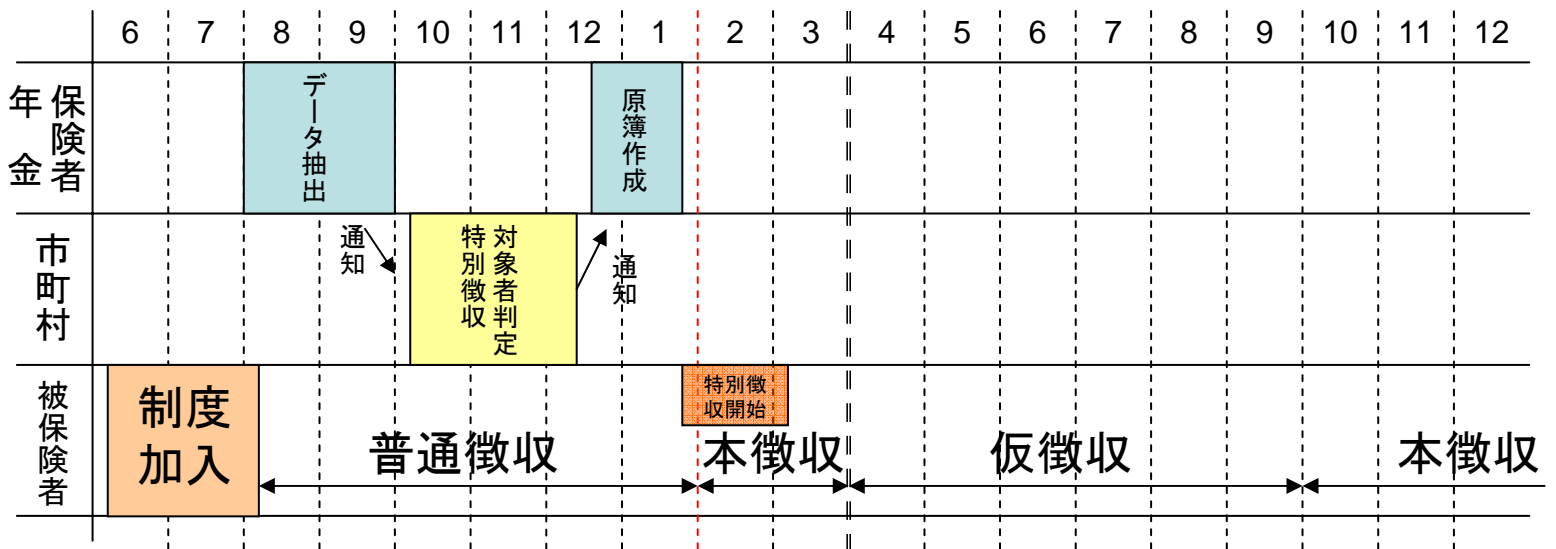 6 7 8 9 10 11 12 1 2 3 4 5 6 7 8 9 10 11 12
年金
保険者
データ抽出
原簿作成
市町村
通知
特別徴収
対象者判定
通知
被保険者
制度
加入
特別徴
収開始
普通徴収
本徴収
仮徴収
本徴収